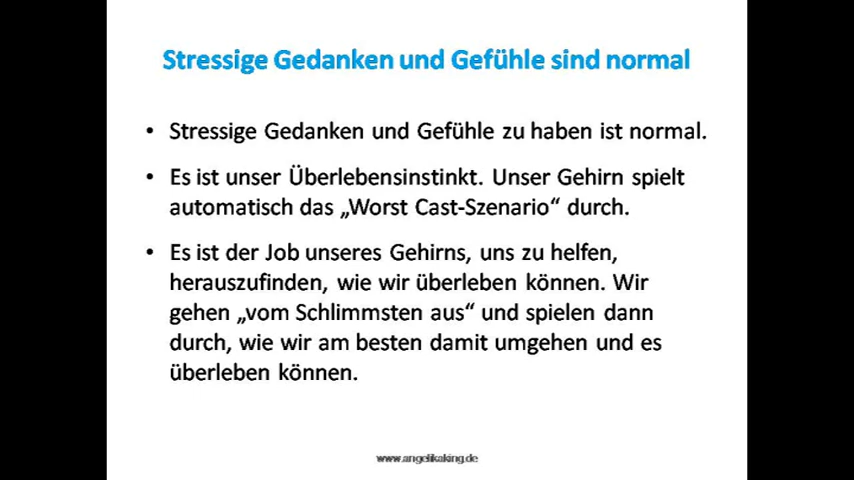 Stressige Gedanken und Gefühle sind normal
• Stressige Gedanken und Gefühle zu haben ist normal.
• Es ist unser Überlebensinstinkt. Unser Gehirn spielt
automatisch das „Worst Cast-Szenario“ durch.
• Es ist der Job unseres Gehirns, uns zu helfen,
herauszufinden, wie wir überleben können. Wir
gehen „vom Schlimmsten aus“ und spielen dann
durch, wie wir am besten damit umgehen und es
überleben können.
www.angelikaking.de